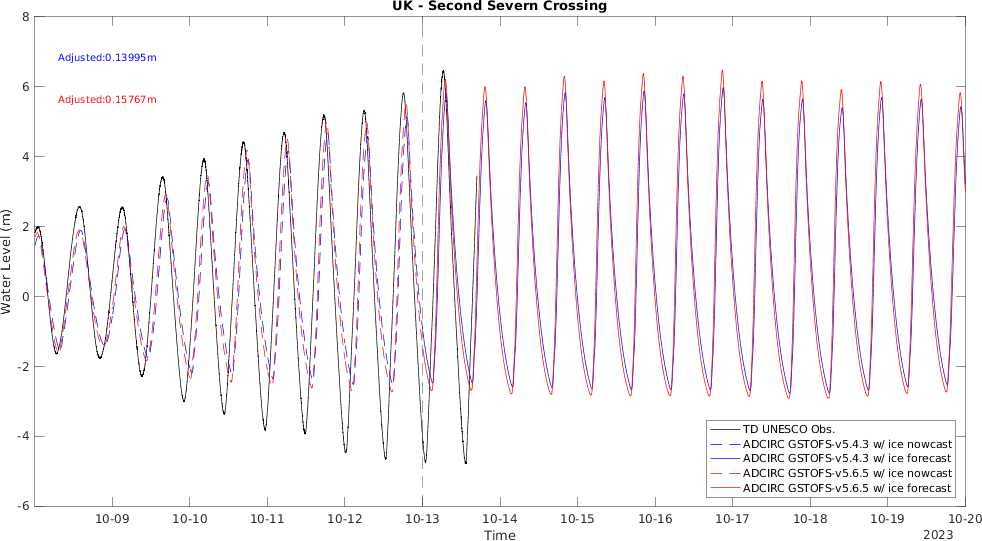 UK - Second Severn Crossing
Adjusted:0.13995m
Adjusted:0.15767m
Water Level (m)
8
6
4
2
0
-2
-4
-6
TD UNESCO Obs.
ADCIRC GSTOFS-v5.4.3 w/ ice nowcast
ADCIRC GSTOFS-v5.4.3 w/ ice forecast
ADCIRC GSTOFS-v5.6.5 w/ ice nowcast
ADCIRC GSTOFS-v5.6.5 w/ ice forecast
10-09 10-10 10-11 10-12 10-13 10-14 10-15 10-16 10-17 10-18 10-19 10-20
Time
2023